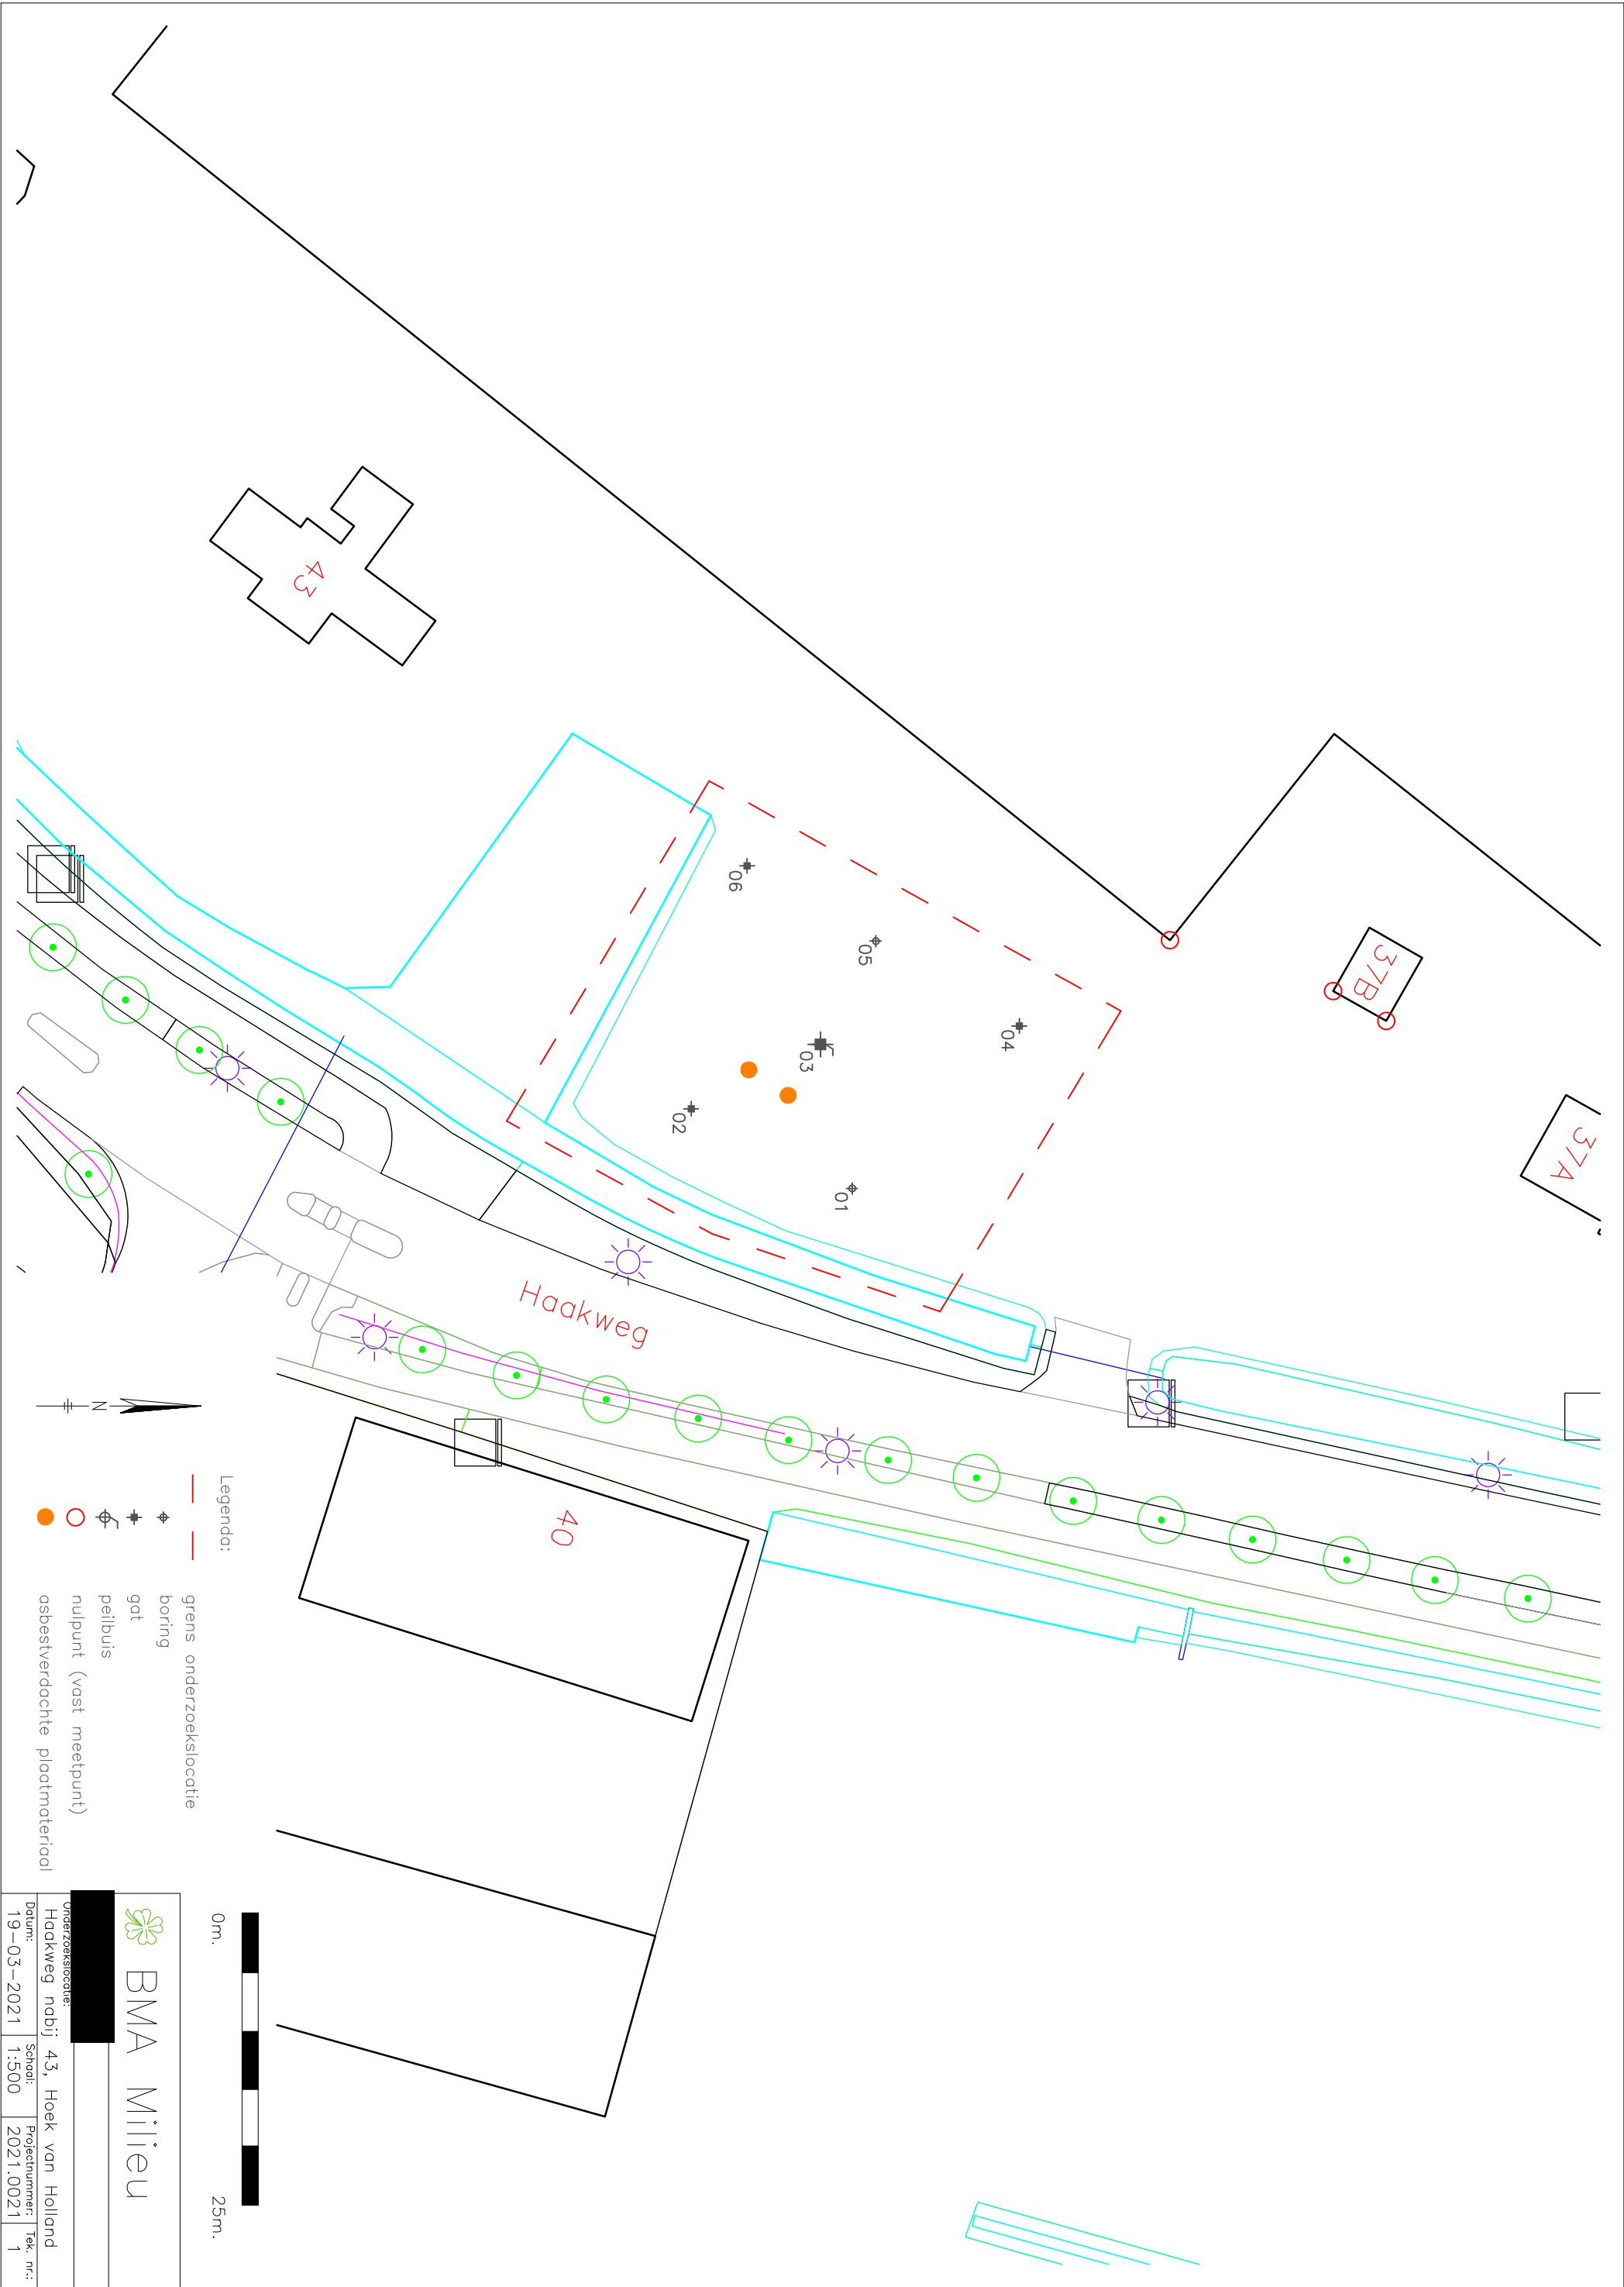 43
37B
37A
06
05
04
03
02
01
Haakweg
40
N
Legenda:
grens onderzoekslocatie
boring
gat
peilbuis
nulpunt (vast meetpunt)
asbestverdachte plaatmateriaal
0m. 25m.
BMA Milieu
Onderzoekslocatie:
Haakweg nabij 43, Hoek van Holland
Datum: Schaal: Projectnummer: Tek. nr.:
19-03-2021 1:500 2021.0021 1